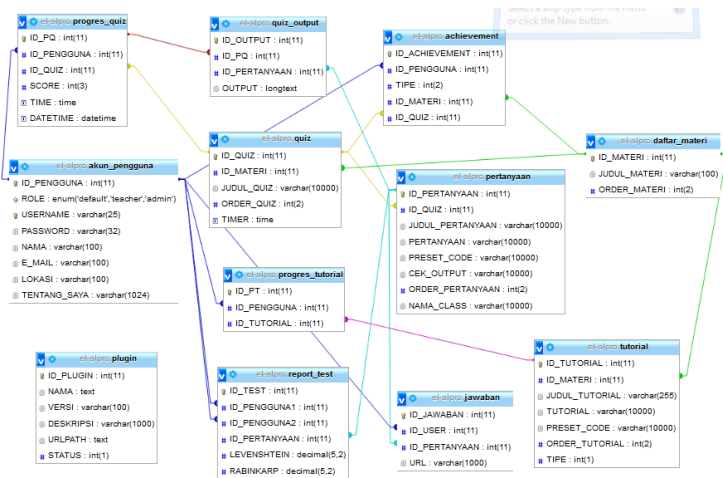 Select a ship type from the menu
or click the New button.
el-alpro progres_quiz
ID_PQ : int(11)
ID_PENGGUNA : int(11)
ID_QUIZ : int(11)
SCORE : int(3)
TIME : time
DATETIME : datetime
el-alpro quiz_output
ID_OUTPUT : int(11)
ID_PQ : int(11)
ID_PERTANYAAN : int(11)
OUTPUT : longtext
el-alpro achievement
ID_ACHIEVEMENT : int(11)
ID_PENGGUNA : int(11)
TIPE : int(2)
ID_MATERI : int(11)
ID_QUIZ : int(11)
el-alpro quiz
ID_QUIZ : int(11)
ID_MATERI : int(11)
JUDUL_QUIZ : varchar(10000)
ORDER_QUIZ : int(2)
TIMER : time
el-alpro daftar_materi
ID_MATERI : int(11)
JUDUL_MATERI : varchar(100)
ORDER_MATERI : int(2)
el-alpro akun_pengguna
ID_PENGGUNA : int(11)
ROLE : enum('default','teacher','admin')
USERNAME : varchar(25)
PASSWORD : varchar(32)
NAMA : varchar(100)
E_MAIL : varchar(100)
LOKASI : varchar(100)
TENTANG_SAYA : varchar(1024)
el-alpro pertanyaan
ID_PERTANYAAN : int(11)
ID_QUIZ : int(11)
JUDUL_PERTANYAAN : varchar(10000)
PERTANYAAN : varchar(10000)
PRESET_CODE : varchar(10000)
CEK_OUTPUT : varchar(10000)
ORDER_PERTANYAAN : int(2)
NAMA_CLASS : varchar(10000)
el-alpro progres_tutorial
ID_PT : int(11)
ID_PENGGUNA : int(11)
ID_TUTORIAL : int(11)
el-alpro plugin
ID_PLUGIN : int(11)
NAMA : text
VERSI : varchar(100)
DESKRIPSI : varchar(1000)
URLPATH : text
STATUS : int(1)
el-alpro report_test
ID_TEST : int(11)
ID_PENGGUNA1 : int(11)
ID_PENGGUNA2 : int(11)
ID_PERTANYAAN : int(11)
LEVENSHTEIN : decimal(5,2)
RABINKARP : decimal(5,2)
el-alpro jawaban
ID_JAWABAN : int(11)
ID_USER : int(11)
ID_PERTANYAAN : int(11)
URL : varchar(1000)
el-alpro tutorial
ID_TUTORIAL : int(11)
ID_MATERI : int(11)
JUDUL_TUTORIAL : varchar(255)
TUTORIAL : varchar(10000)
PRESET_CODE : varchar(10000)
ORDER_TUTORIAL : int(2)
TIPE : int(1)